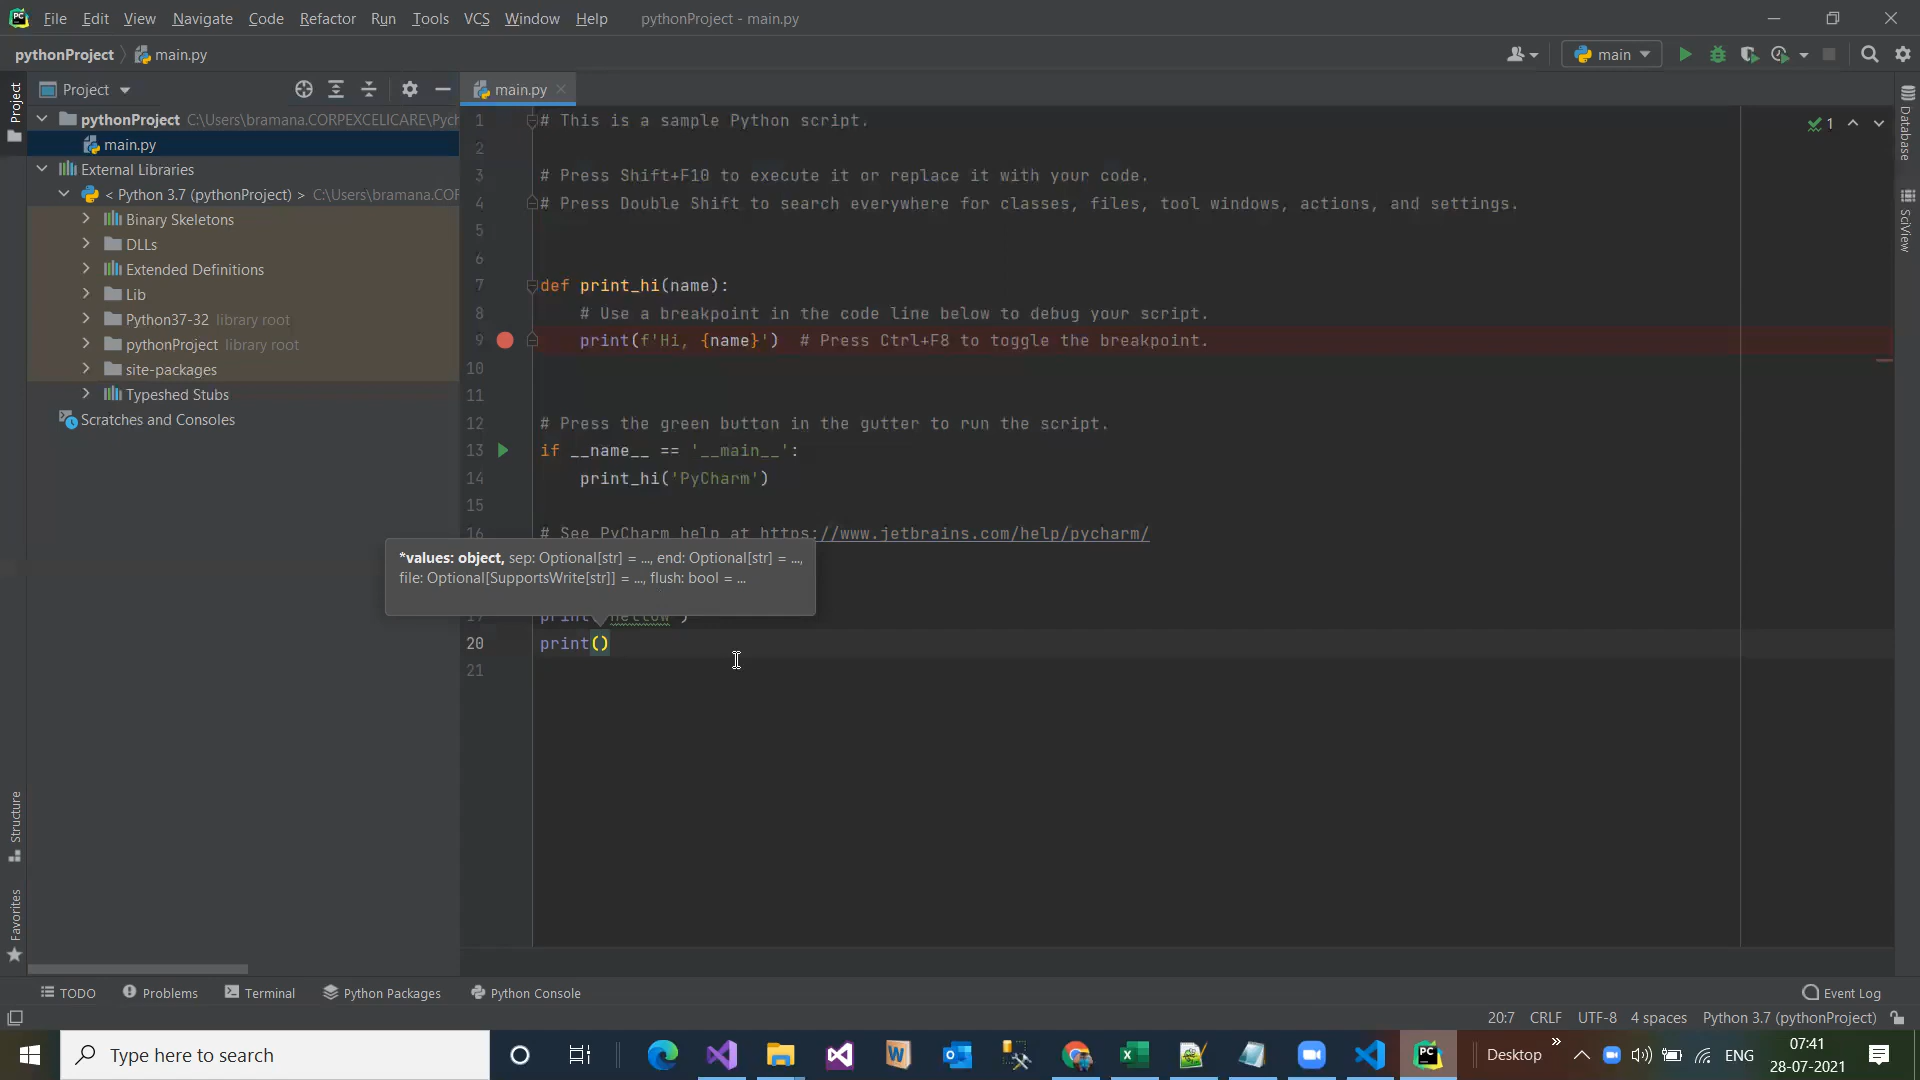 File Edit View Navigate Code Refactor Run Tools VCS Window Help pythonProject - main.py
pythonProject main.py
main
Project
main.py
Project
pythonProject C:\Users\bramana.CORPEXCELICARE\Pych
main.py
External Libraries
< Python 3.7 (pythonProject) > C:\Users\bramana.COR
Binary Skeletons
DLLs
Extended Definitions
Lib
Python37-32 library root
pythonProject library root
site-packages
Typeshed Stubs
Scratches and Consoles
Structure
Favorites
1 # This is a sample Python script.
2
3 # Press Shift+F10 to execute it or replace it with your code.
4 # Press Double Shift to search everywhere for classes, files, tool windows, actions, and settings.
5
6
7 def print_hi(name):
8 # Use a breakpoint in the code line below to debug your script.
9 print(f'Hi, {name}') # Press Ctrl+F8 to toggle the breakpoint.
10
11
12 # Press the green button in the gutter to run the script.
13 if __name__ == '__main__':
14 print_hi('PyCharm')
15
16 # See PyCharm help at https://www.jetbrains.com/help/pycharm/
*values: object, sep: Optional[str] = ..., end: Optional[str] = ...,
file: Optional[SupportsWrite[str]] = ..., flush: bool = ...
20 print()
21
1
Database
SciView
TODO Problems Terminal Python Packages Python Console Event Log
20:7 CRLF UTF-8 4 spaces Python 3.7 (pythonProject)
Type here to search
Desktop
ENG
07:41
28-07-2021